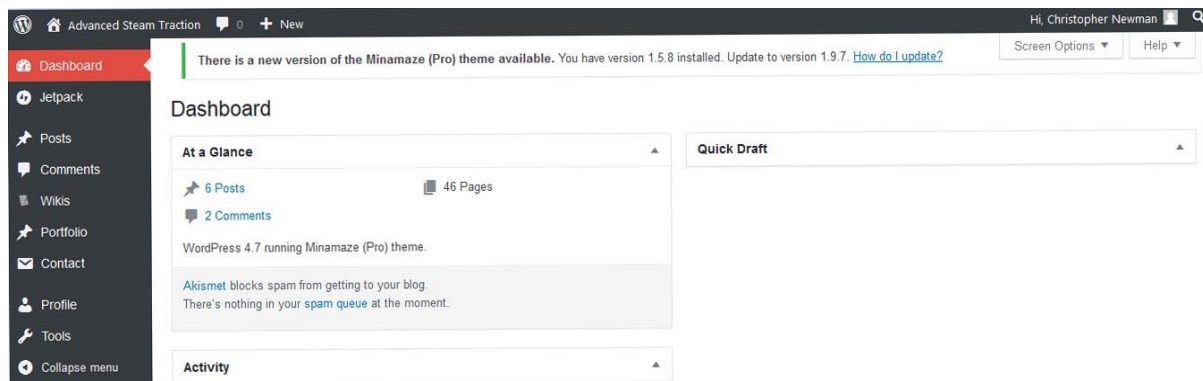 Advanced Steam Traction 0 New Hi, Christopher Newman
Screen Options Help
There is a new version of the Minamaze (Pro) theme available. You have version 1.5.8 installed. Update to version 1.9.7. How do I update?
Dashboard
Jetpack
Posts
Comments
Wikis
Portfolio
Contact
Profile
Tools
Collapse menu
Dashboard
At a Glance
6 Posts 46 Pages
2 Comments
WordPress 4.7 running Minamaze (Pro) theme.
Akismet blocks spam from getting to your blog.
There's nothing in your spam queue at the moment.
Activity
Quick Draft